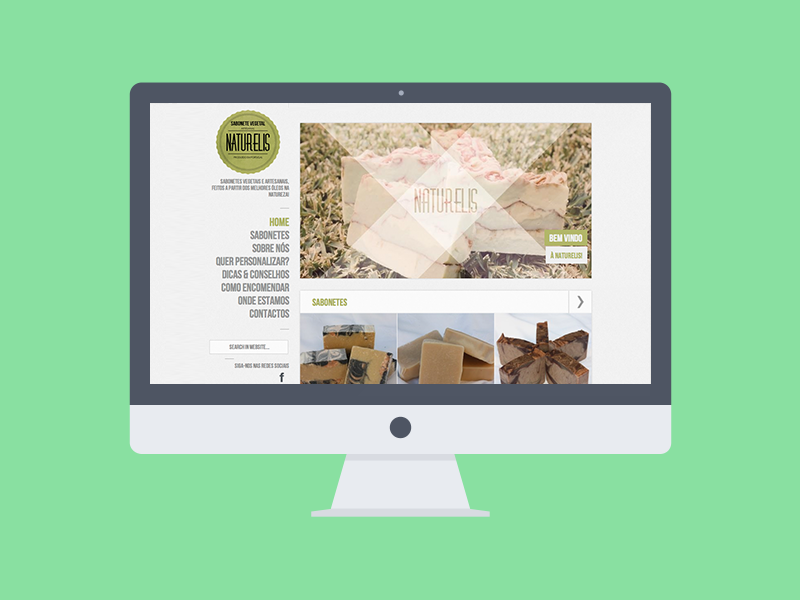 SABONETE VEGETAL
NATURELIS
SABONETES VEGETAIS E ARTESANAIS,
FEITOS A PARTIR DOS MELHORES ÓLEOS NA
NATUREZA!
HOME
SABONETES
SOBRE NÓS
QUER PERSONALIZAR?
DICAS & CONSELHOS
COMO ENCOMENDAR
ONDE ESTAMOS
CONTACTOS
SEARCH IN WEBSITE...
SIGA-NOS NAS REDES SOCIAIS
f
NATURELIS
BEM VINDO
À NATURELIS!
SABONETES